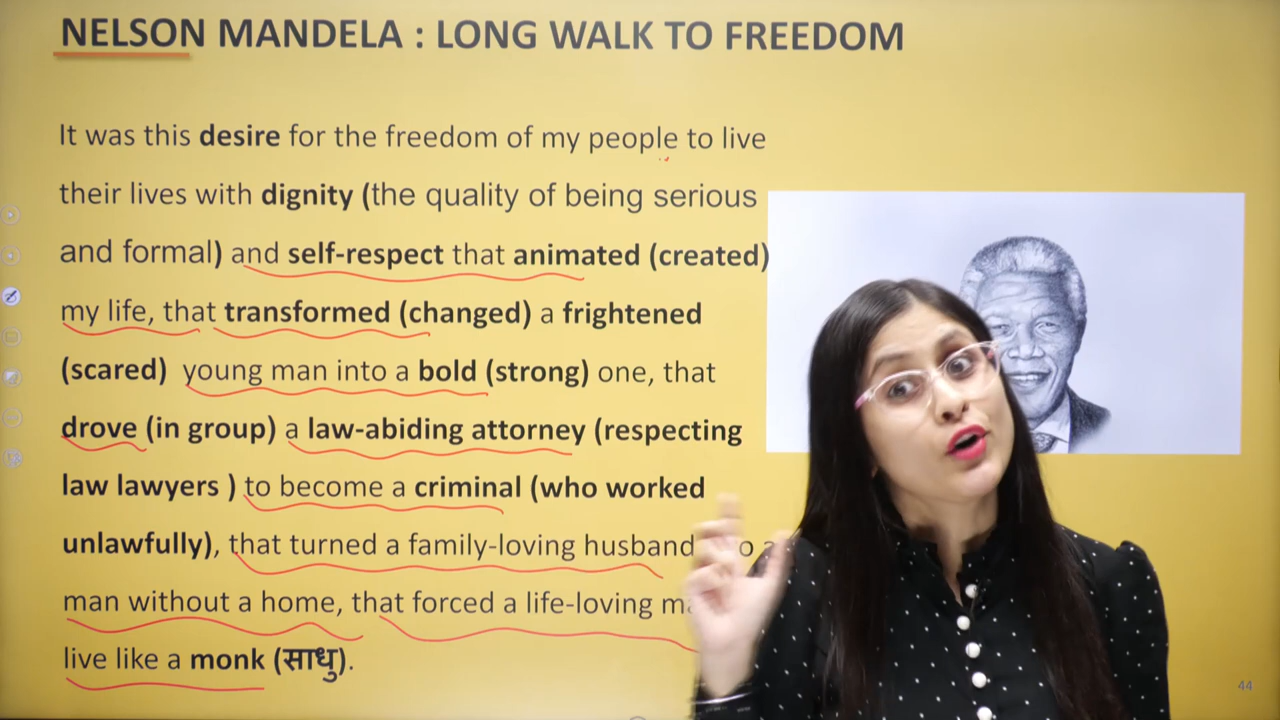 NELSON MANDELA : LONG WALK TO FREEDOM
It was this desire for the freedom of my people to live
their lives with dignity (the quality of being serious
and formal) and self-respect that animated (created)
my life, that transformed (changed) a frightened
(scared) young man into a bold (strong) one, that
drove (in group) a law-abiding attorney (respecting
law lawyers ) to become a criminal (who worked
unlawfully), that turned a family-loving husband
man without a home, that forced a life-loving
live like a monk (साधु).
44